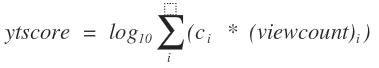 ytscore = log₁₀ ∑ᵢ (cᵢ * (viewcount)ᵢ)